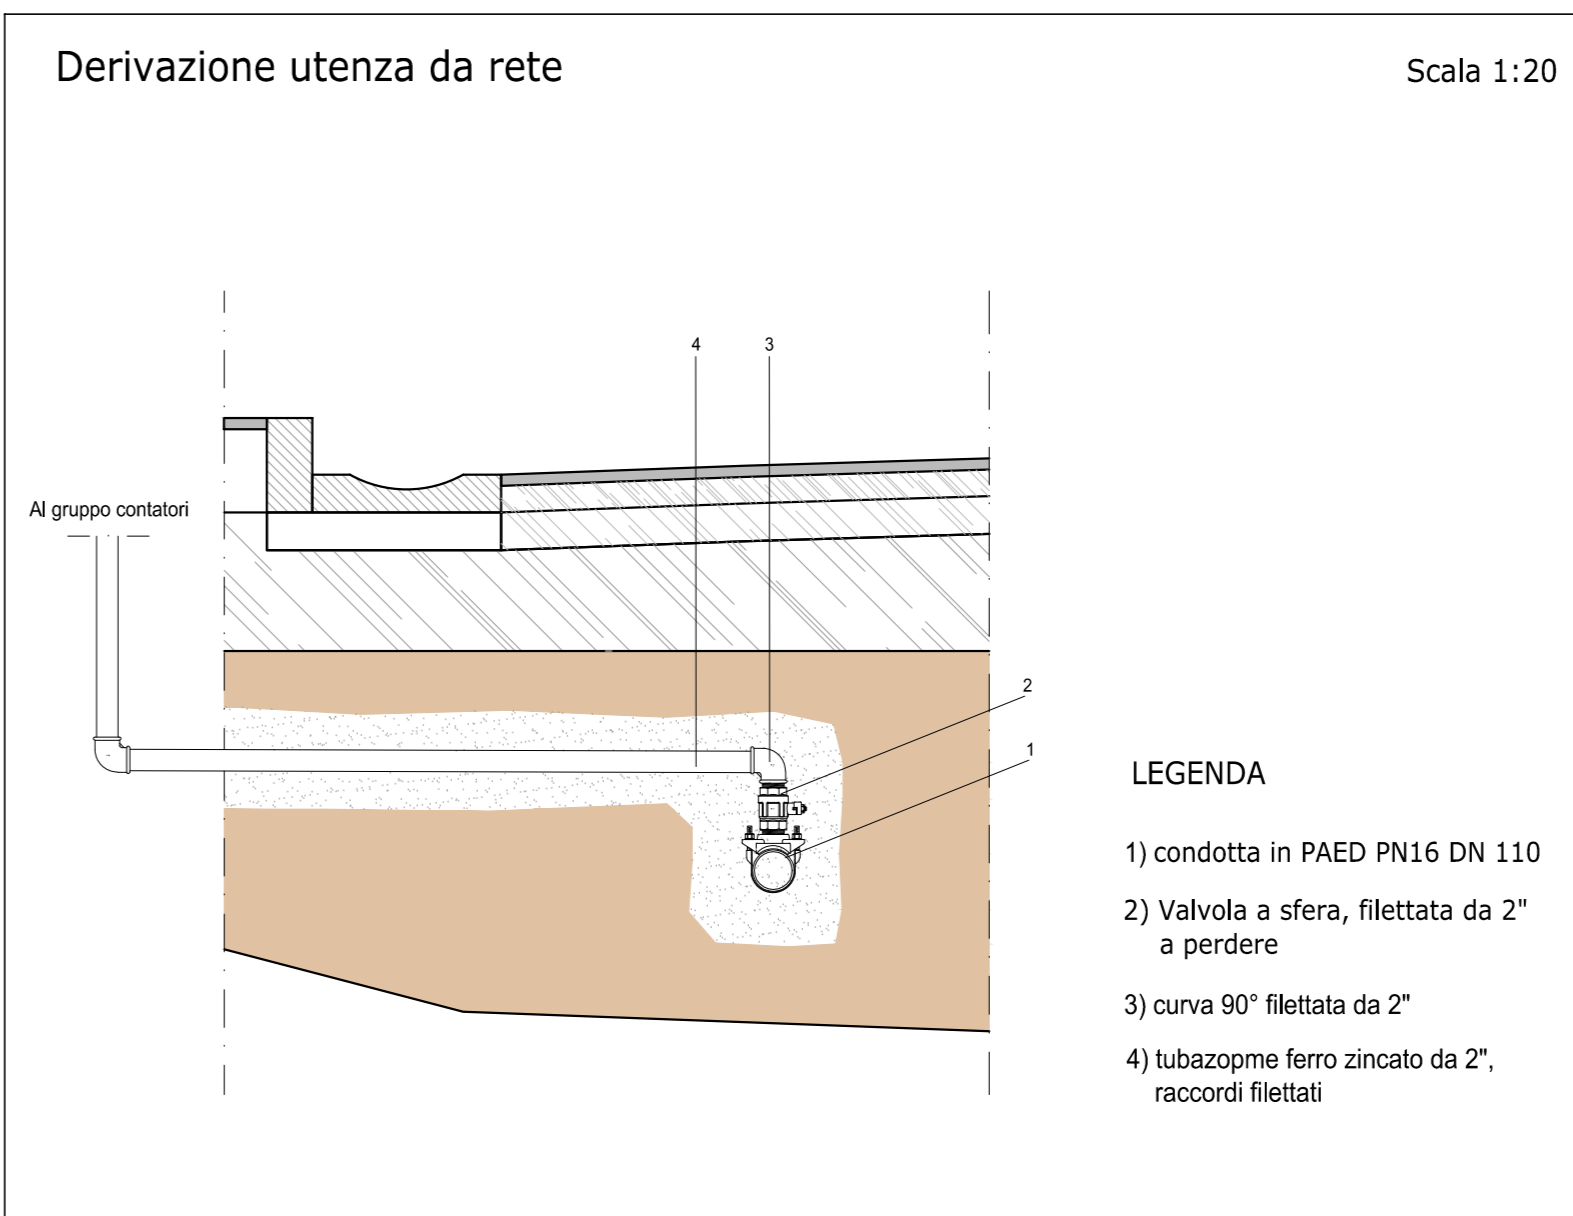 Derivazione utenza da rete
Scala 1:20
4
3
Al gruppo contatori
2
1
LEGENDA
1) condotta in PAED PN16 DN 110
2) Valvola a sfera, filettata da 2"
a perdere
3) curva 90° filettata da 2"
4) tubazopme ferro zincato da 2",
raccordi filettati